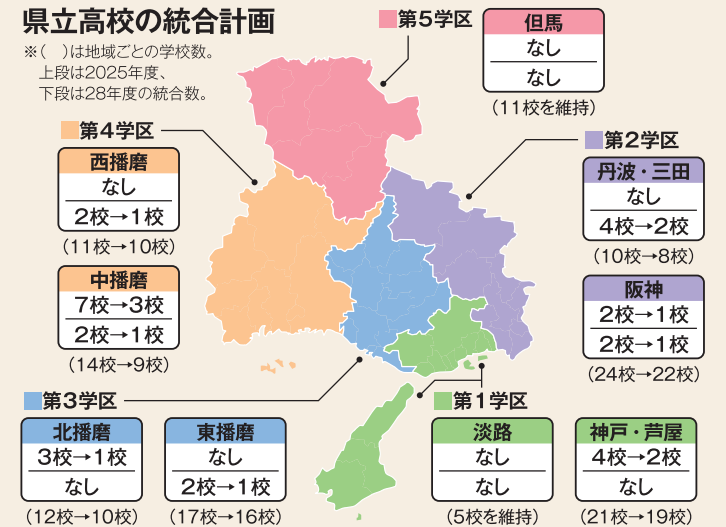 県立高校の統合計画
※(　)は地域ごとの学校数。
上段は2025年度、
下段は28年度の統合数。
第5学区
但馬
なし
なし
(11校を維持)
第4学区
西播磨
なし
2校→1校
(11校→10校)
中播磨
7校→3校
2校→1校
(14校→9校)
第2学区
丹波・三田
なし
4校→2校
(10校→8校)
阪神
2校→1校
2校→1校
(24校→22校)
第3学区
北播磨
3校→1校
なし
(12校→10校)
東播磨
なし
2校→1校
(17校→16校)
第1学区
淡路
なし
なし
(5校を維持)
神戸・芦屋
4校→2校
なし
(21校→19校)